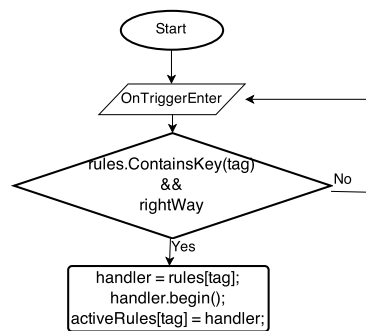 Start
OnTriggerEnter
rules.ContainsKey(tag)
&&
rightWay
No
Yes
handler = rules[tag];
handler.begin();
activeRules[tag] = handler;